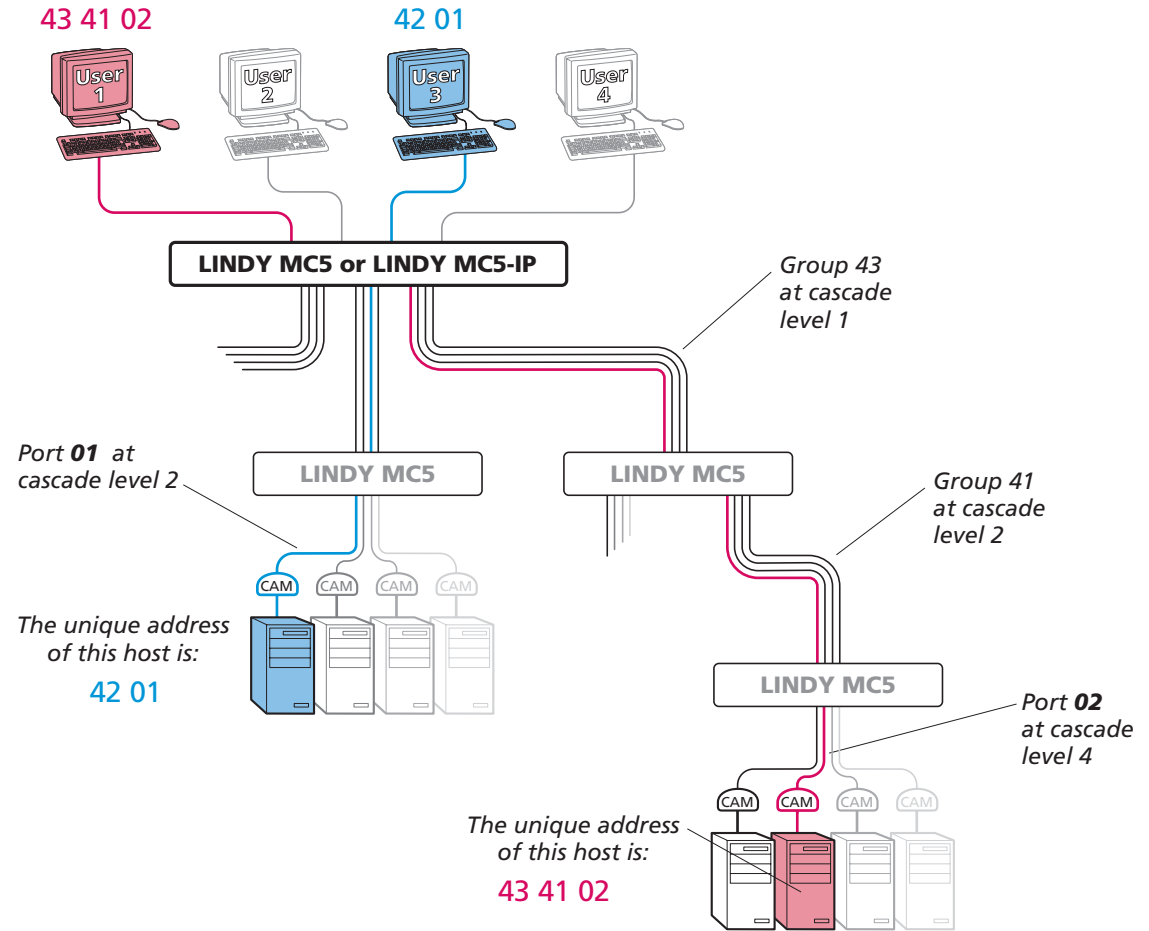 43 41 02
42 01
User
1
User
2
User
3
User
4
LINDY MC5 or LINDY MC5-IP
Group 43
at cascade
level 1
Port 01 at
cascade level 2
LINDY MC5
LINDY MC5
Group 41
at cascade
level 2
CAM
CAM
CAM
CAM
The unique address
of this host is:
42 01
LINDY MC5
Port 02
at cascade
level 4
CAM
CAM
CAM
CAM
The unique address
of this host is:
43 41 02